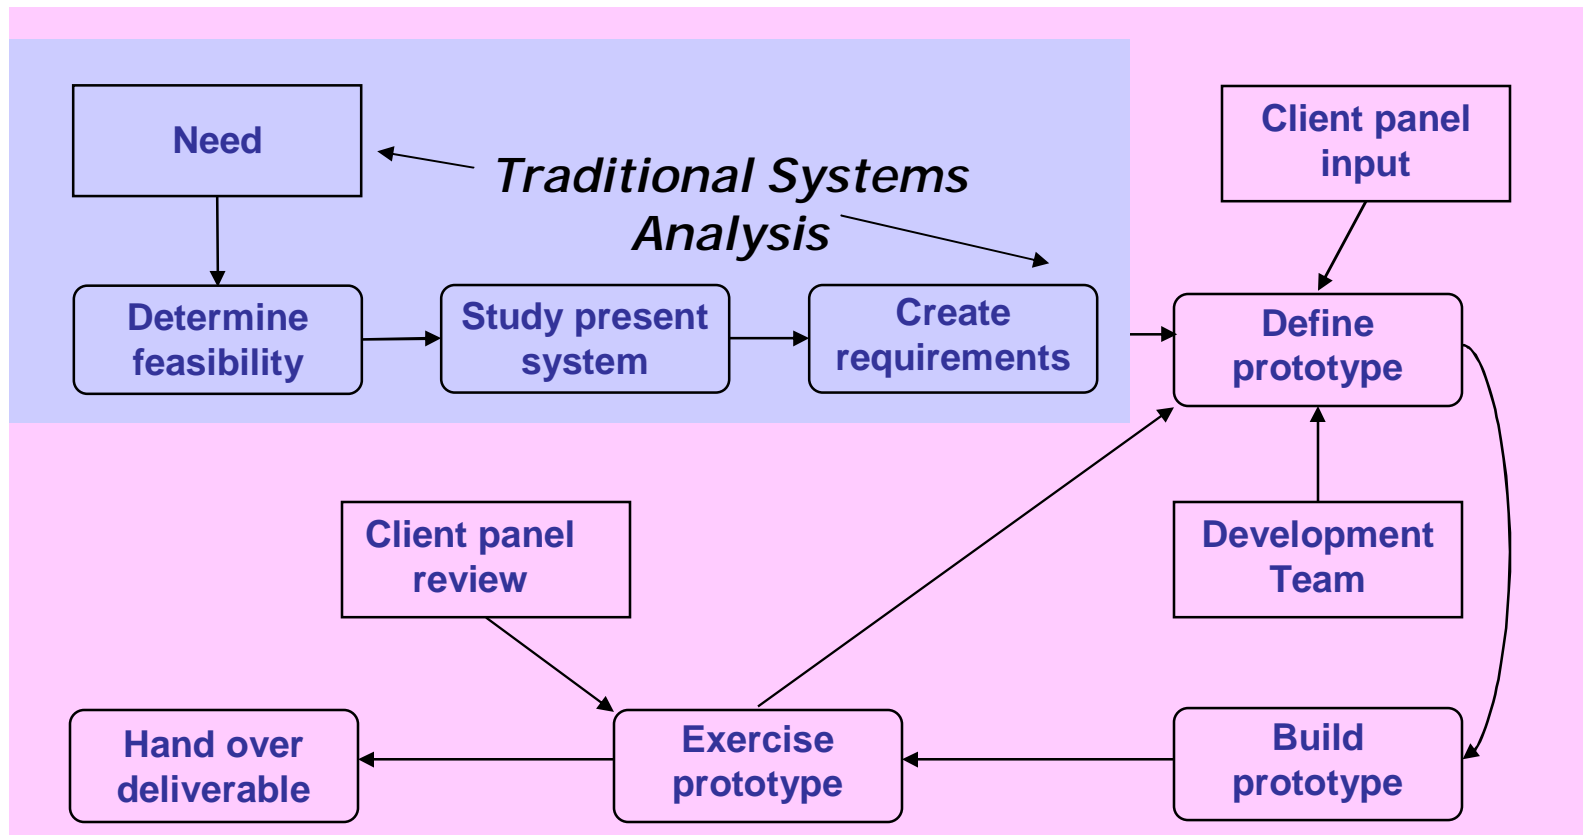 Need
Traditional Systems
Analysis
Client panel
input
Determine
feasibility
Study present
system
Create
requirements
Define
prototype
Client panel
review
Development
Team
Hand over
deliverable
Exercise
prototype
Build
prototype